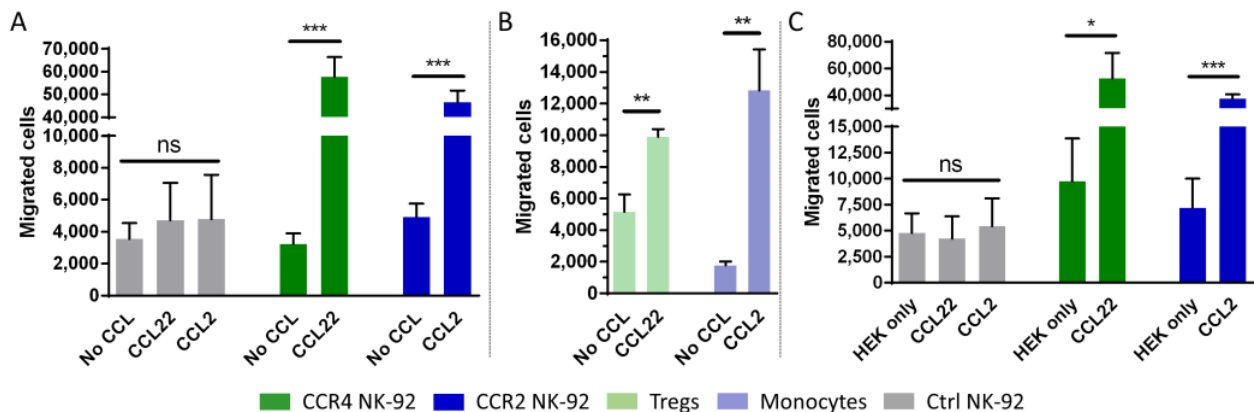 A
Migrated cells
70,000
60,000
50,000
40,000
10,000
8,000
6,000
4,000
2,000
0
ns
***
***
No CCL
CCL22
CCL2
No CCL
CCL22
No CCL
CCL2
B
Migrated cells
16,000
14,000
12,000
10,000
8,000
6,000
4,000
2,000
0
**
**
No CCL
CCL22
No CCL
CCL2
C
Migrated cells
80,000
60,000
40,000
15,000
12,500
10,000
7,500
5,000
2,500
0
ns
*
***
HEK only
CCL22
CCL2
HEK only
CCL22
HEK only
CCL2
CCR4 NK-92 CCR2 NK-92 Tregs Monocytes Ctrl NK-92